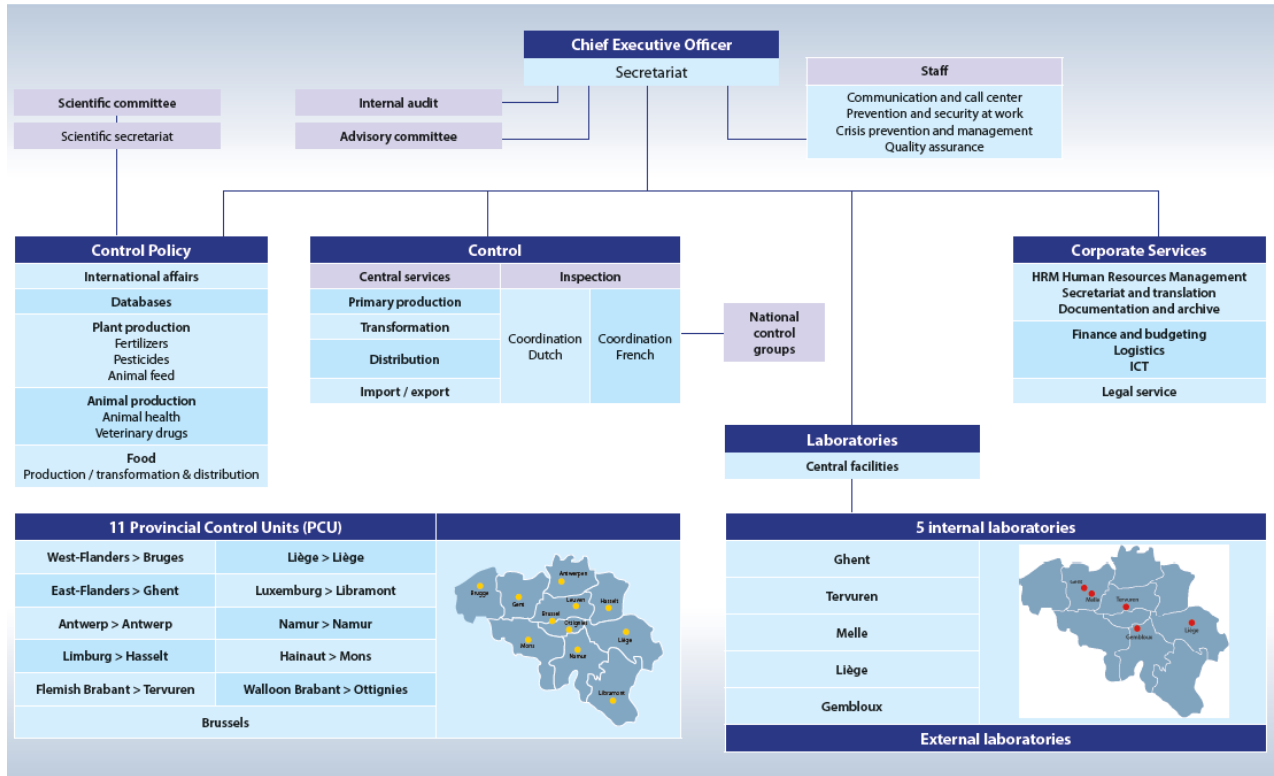 Chief Executive Officer
Secretariat
Staff
Communication and call center
Prevention and security at work
Crisis prevention and management
Quality assurance
Scientific committee
Scientific secretariat
Internal audit
Advisory committee
Control Policy
International affairs
Databases
Plant production
Fertilizers
Pesticides
Animal feed
Animal production
Animal health
Veterinary drugs
Food
Production / transformation & distribution
Control
Central services
Inspection
Primary production
Transformation
Distribution
Import / export
Coordination
Dutch
Coordination
French
National
control
groups
Corporate Services
HRM Human Resources Management
Secretariat and translation
Documentation and archive
Finance and budgeting
Logistics
ICT
Legal service
Laboratories
Central facilities
11 Provincial Control Units (PCU)
West-Flanders > Bruges
Liège > Liège
East-Flanders > Ghent
Luxemburg > Libramont
Antwerp > Antwerp
Namur > Namur
Limburg > Hasselt
Hainaut > Mons
Flemish Brabant > Tervuren
Walloon Brabant > Ottignies
Brussels
Antwerpen
Brugge
Gent
Leuven
Hasselt
Brussel
Ottignies
Mons
Liège
Namur
Libramont
5 internal laboratories
Ghent
Tervuren
Melle
Liège
Gembloux
Melle
Tervuren
Gembloux
Liège
External laboratories